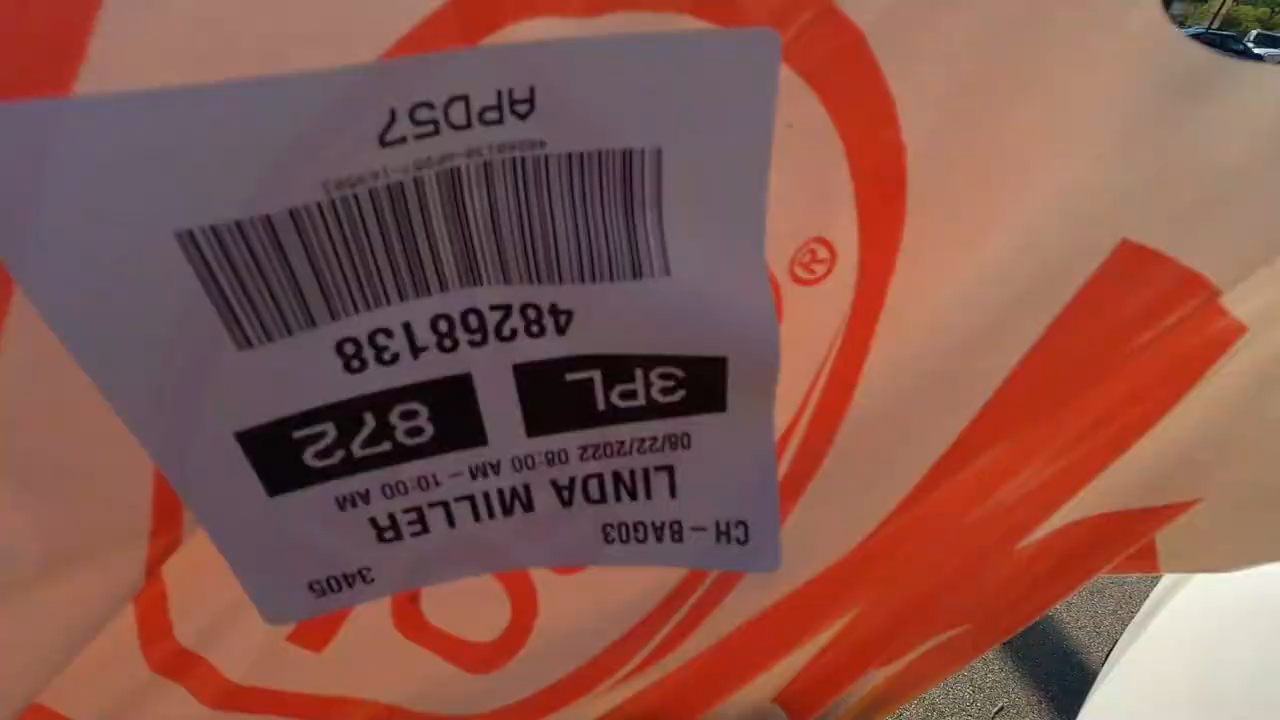 3405
CH-BAG03
LINDA MILLER
08/22/2022 08:00 AM - 10:00 AM
3PL 872
48268138
APD57
®